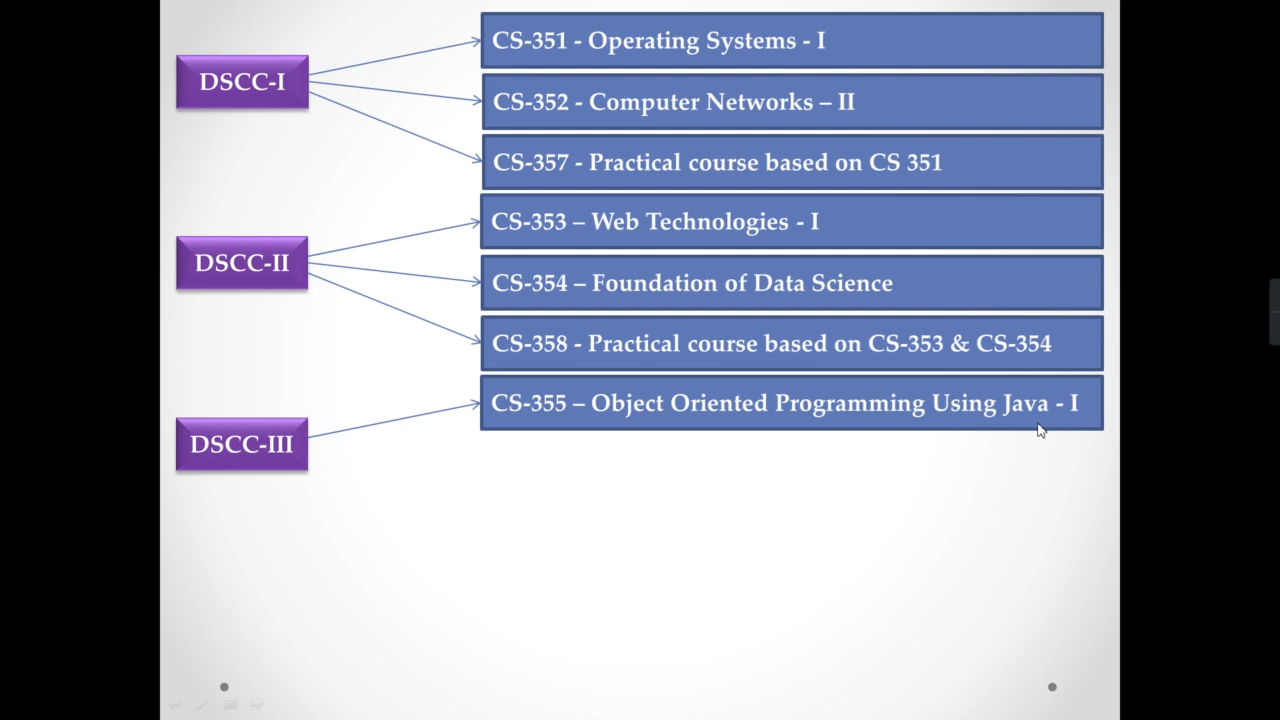 DSCC-I
CS-351 - Operating Systems - I
CS-352 - Computer Networks – II
CS-357 - Practical course based on CS 351
DSCC-II
CS-353 – Web Technologies - I
CS-354 – Foundation of Data Science
CS-358 - Practical course based on CS-353 & CS-354
DSCC-III
CS-355 – Object Oriented Programming Using Java - I